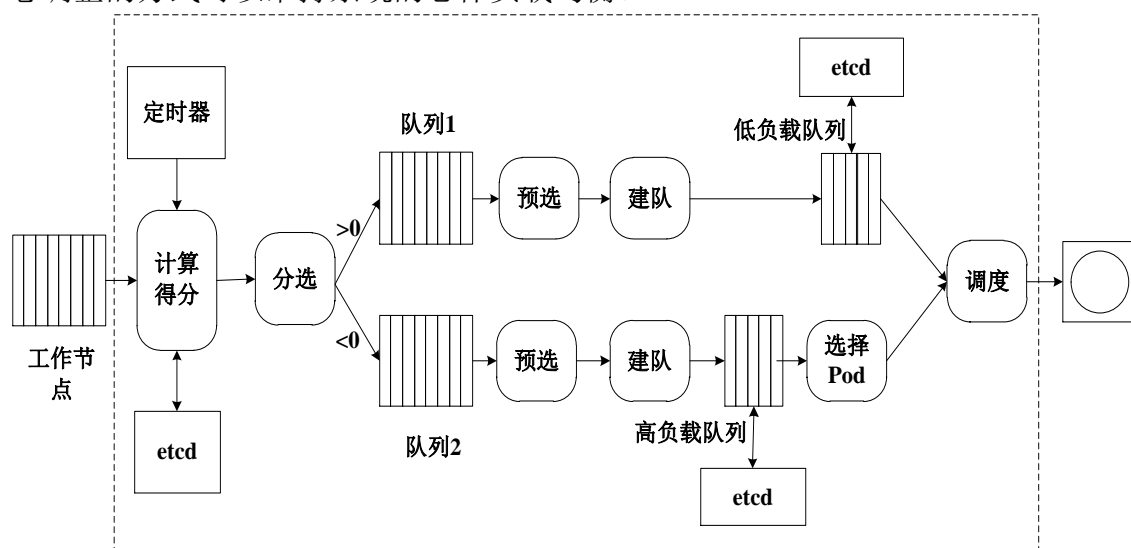 etcd
定时器
队列1
低负载队列
预选
建队
>0
计算
得分
分选
调度
<0
工作节
点
预选
建队
选择
Pod
高负载队列
队列2
etcd
etcd